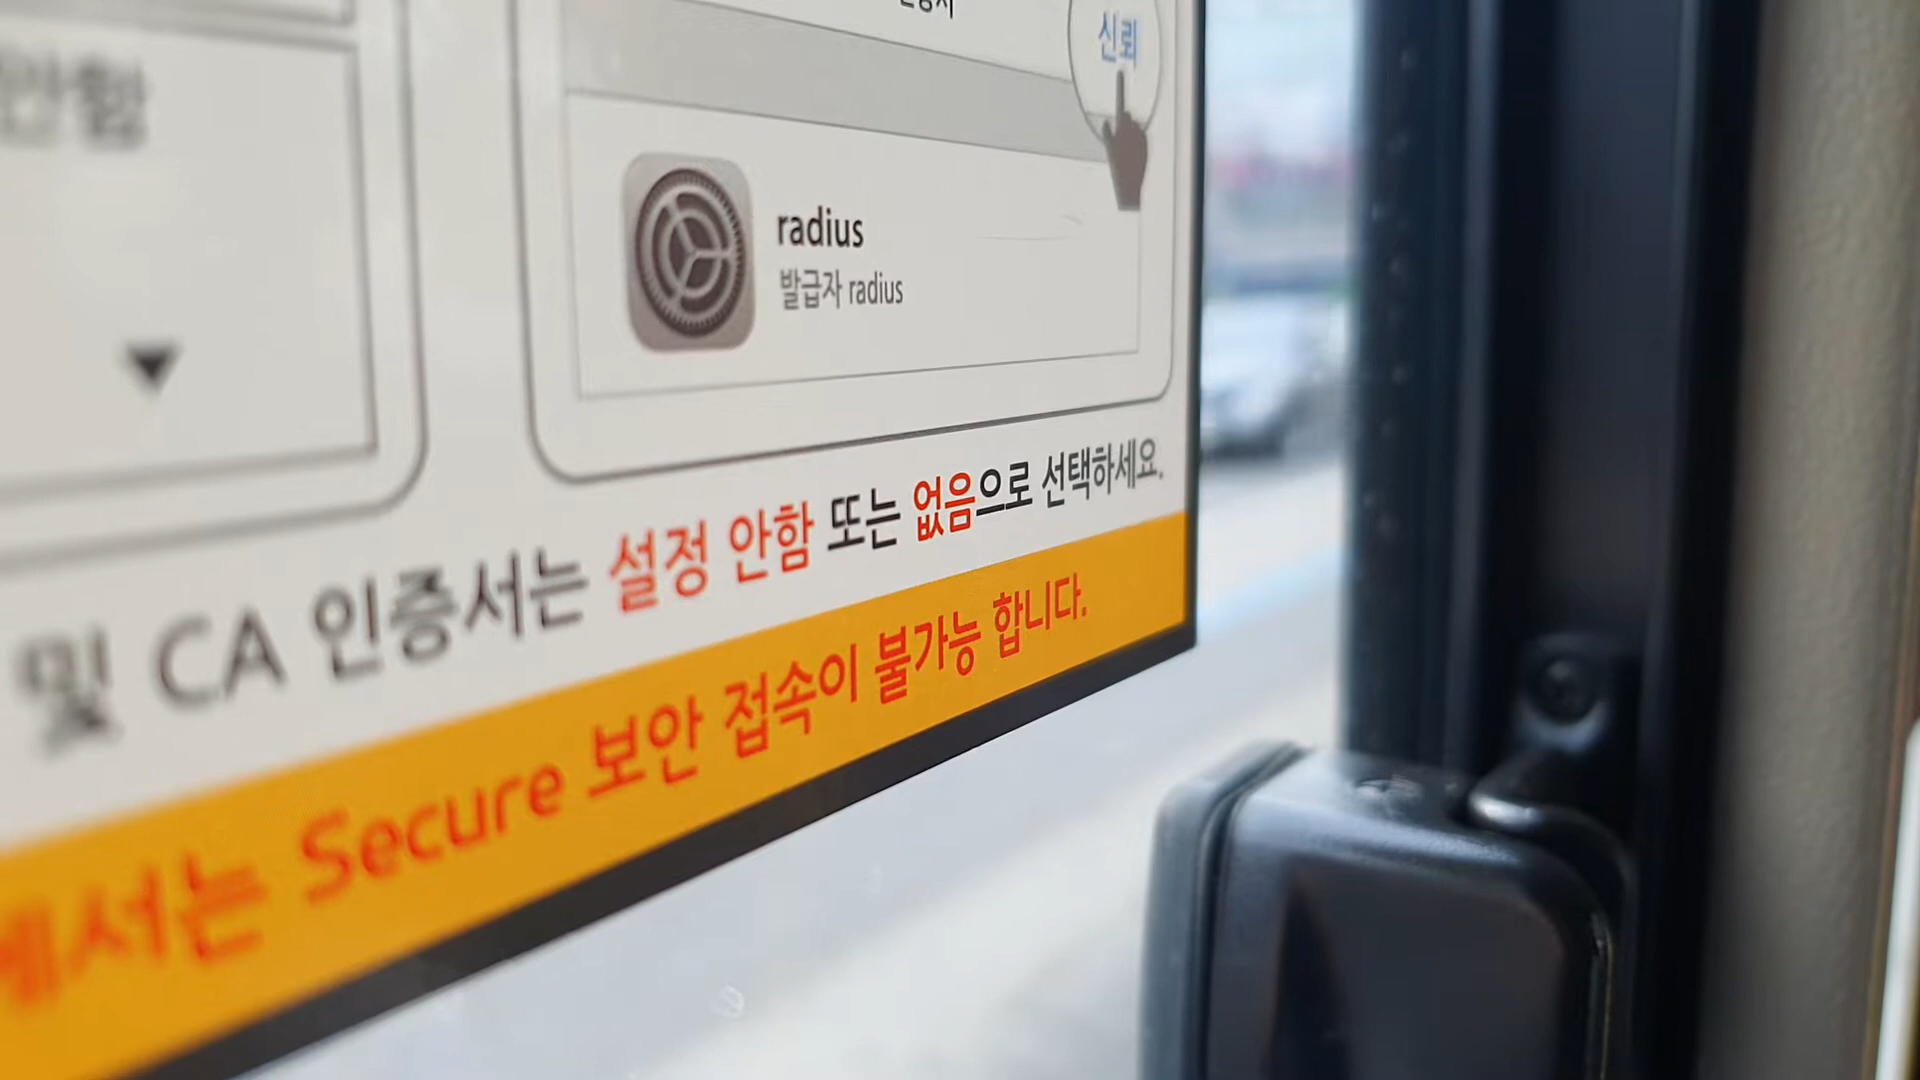 신뢰
안함
radius
발급자 radius
및 CA 인증서는 설정 안함 또는 없음으로 선택하세요.
에서는 Secure 보안 접속이 불가능 합니다.